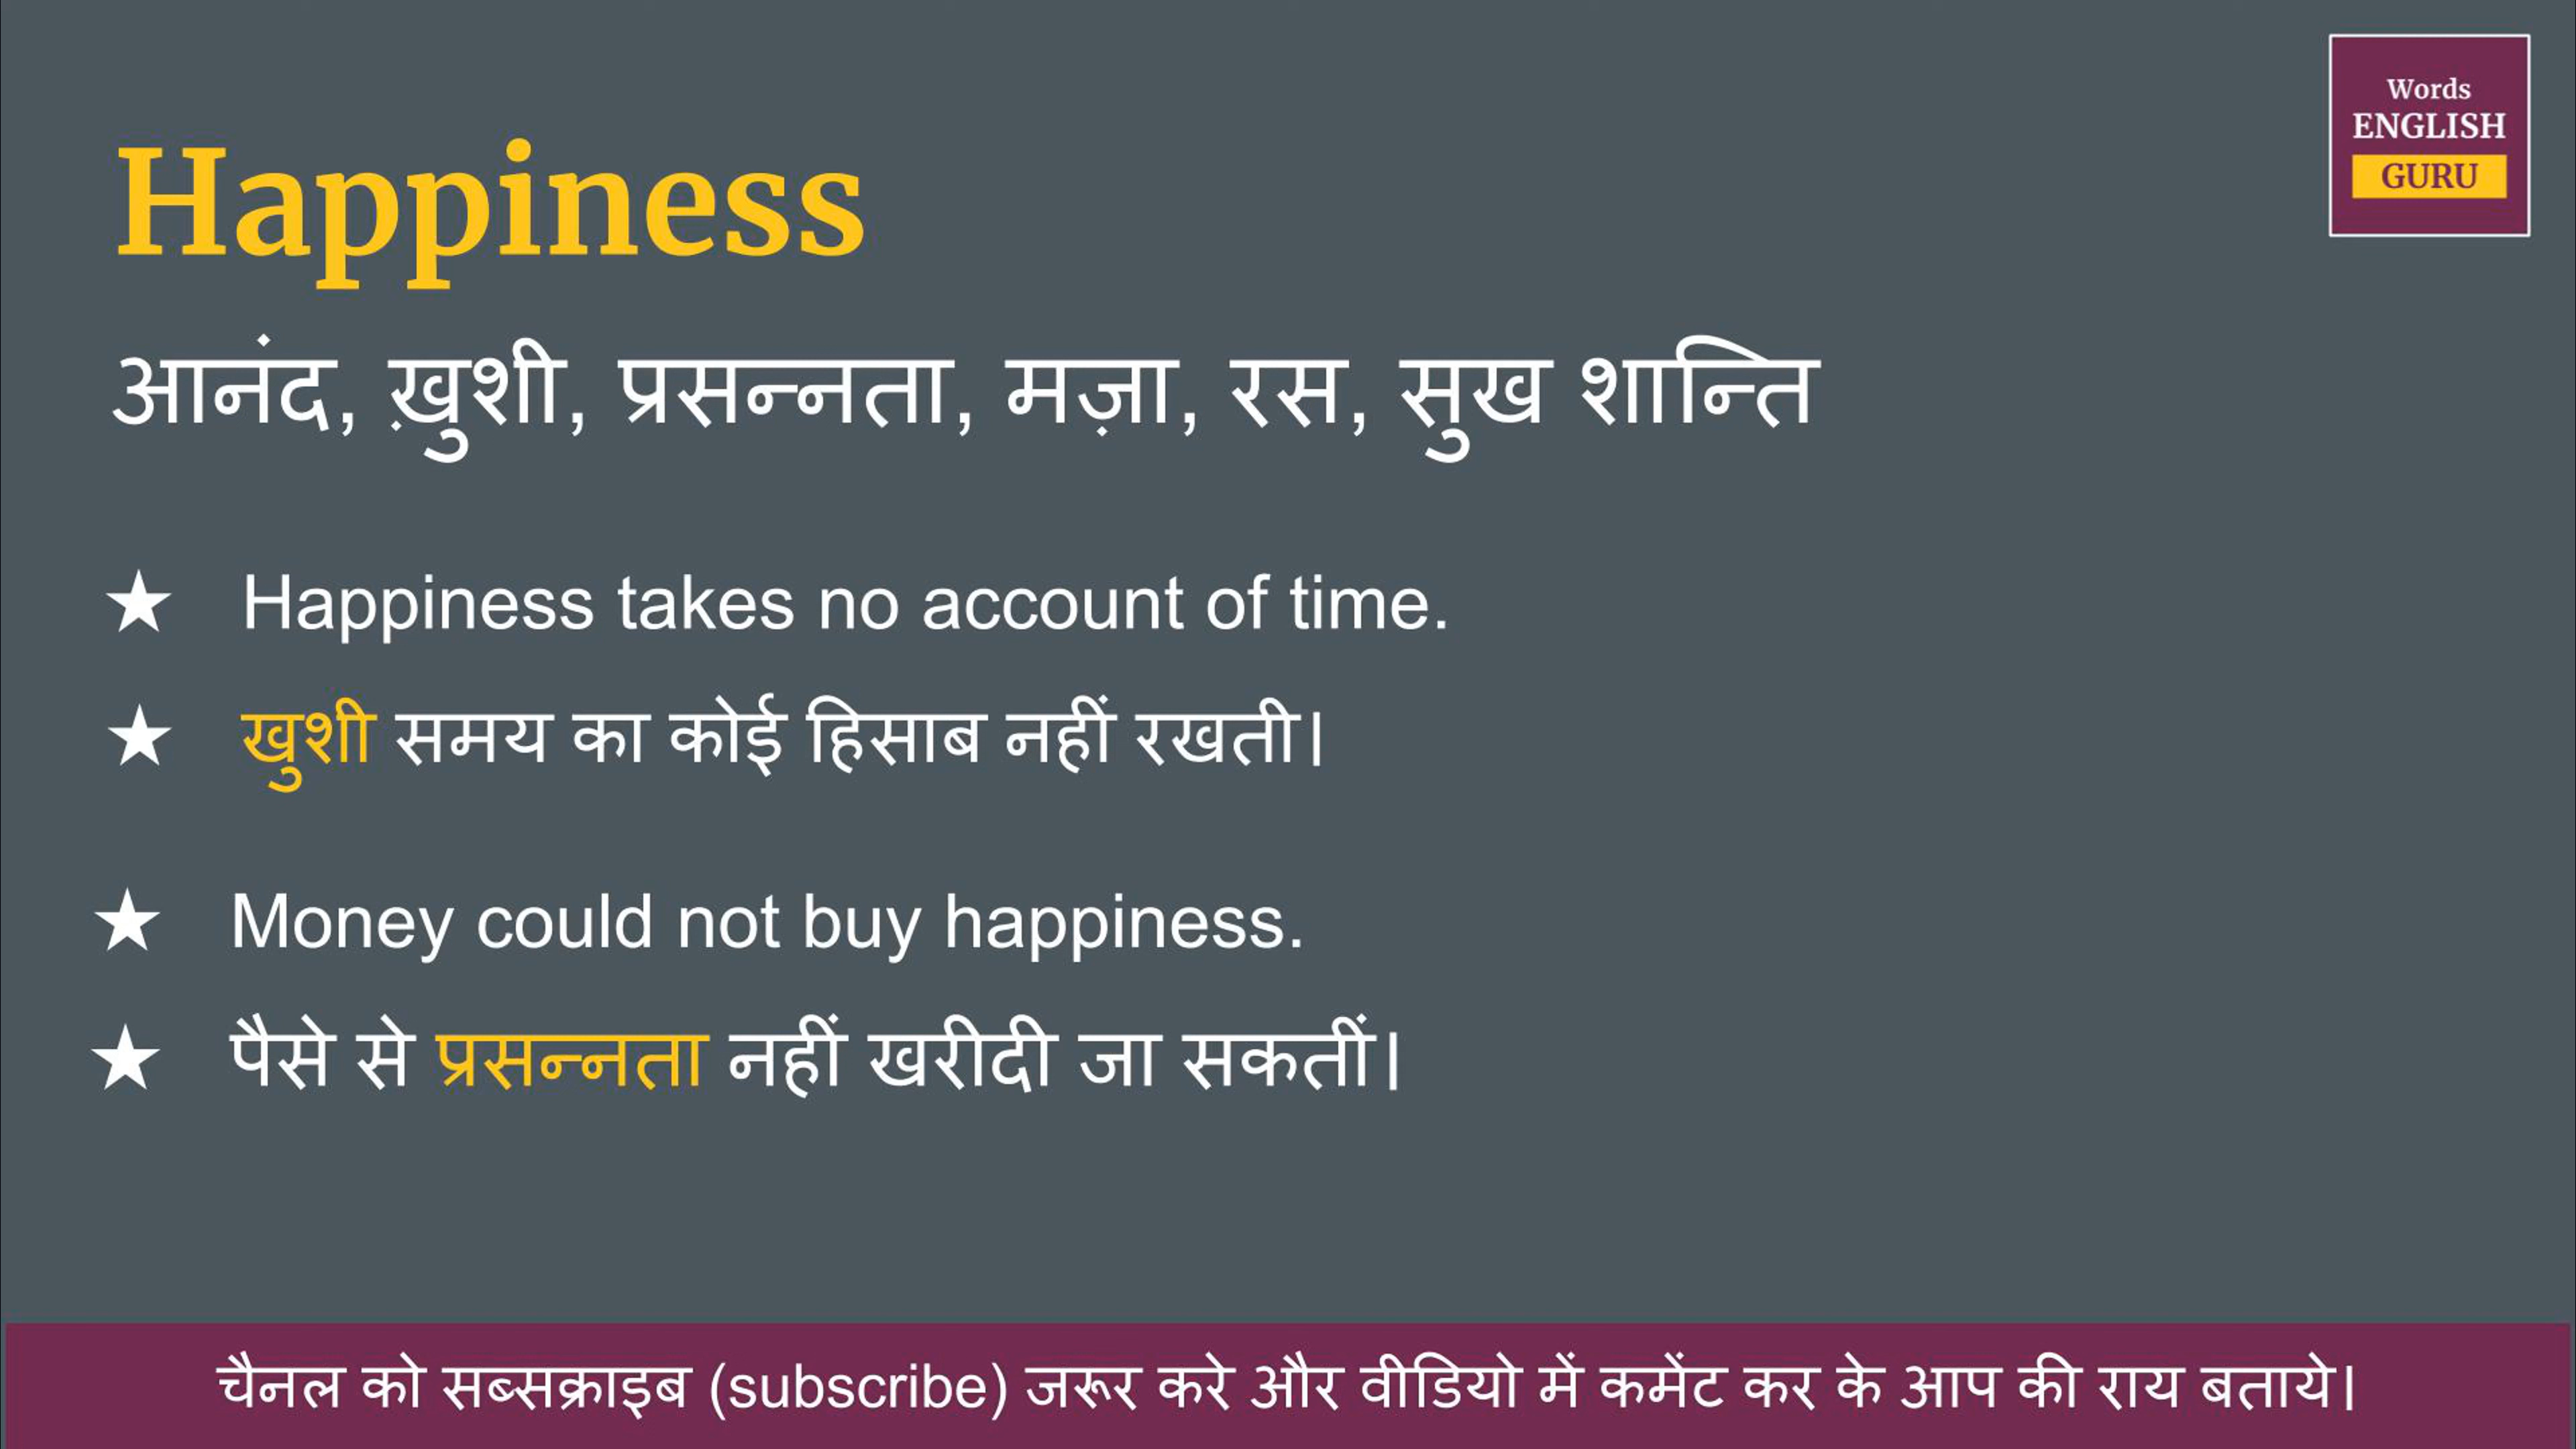 Words
ENGLISH
GURU
Happiness
आनंद, ख़ुशी, प्रसन्नता, मज़ा, रस, सुख शान्ति
★ Happiness takes no account of time.
★ खुशी समय का कोई हिसाब नहीं रखती।
★ Money could not buy happiness.
★ पैसे से प्रसन्नता नहीं खरीदी जा सकतीं।
चैनल को सब्सक्राइब (subscribe) जरूर करे और वीडियो में कमेंट कर के आप की राय बताये।